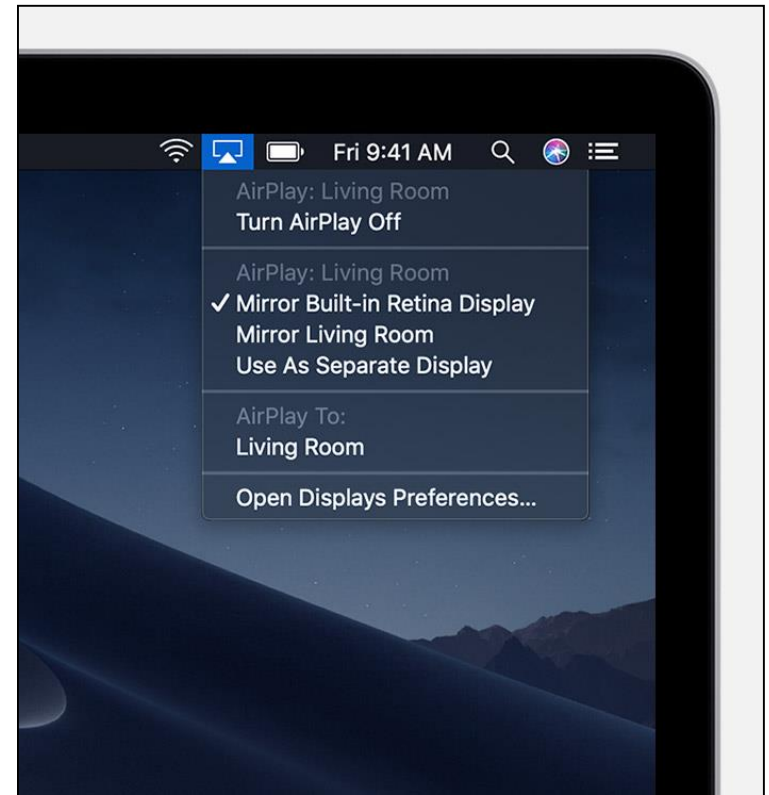 Fri 9:41 AM
AirPlay: Living Room
Turn AirPlay Off
AirPlay: Living Room
✓ Mirror Built-in Retina Display
Mirror Living Room
Use As Separate Display
AirPlay To:
Living Room
Open Displays Preferences...